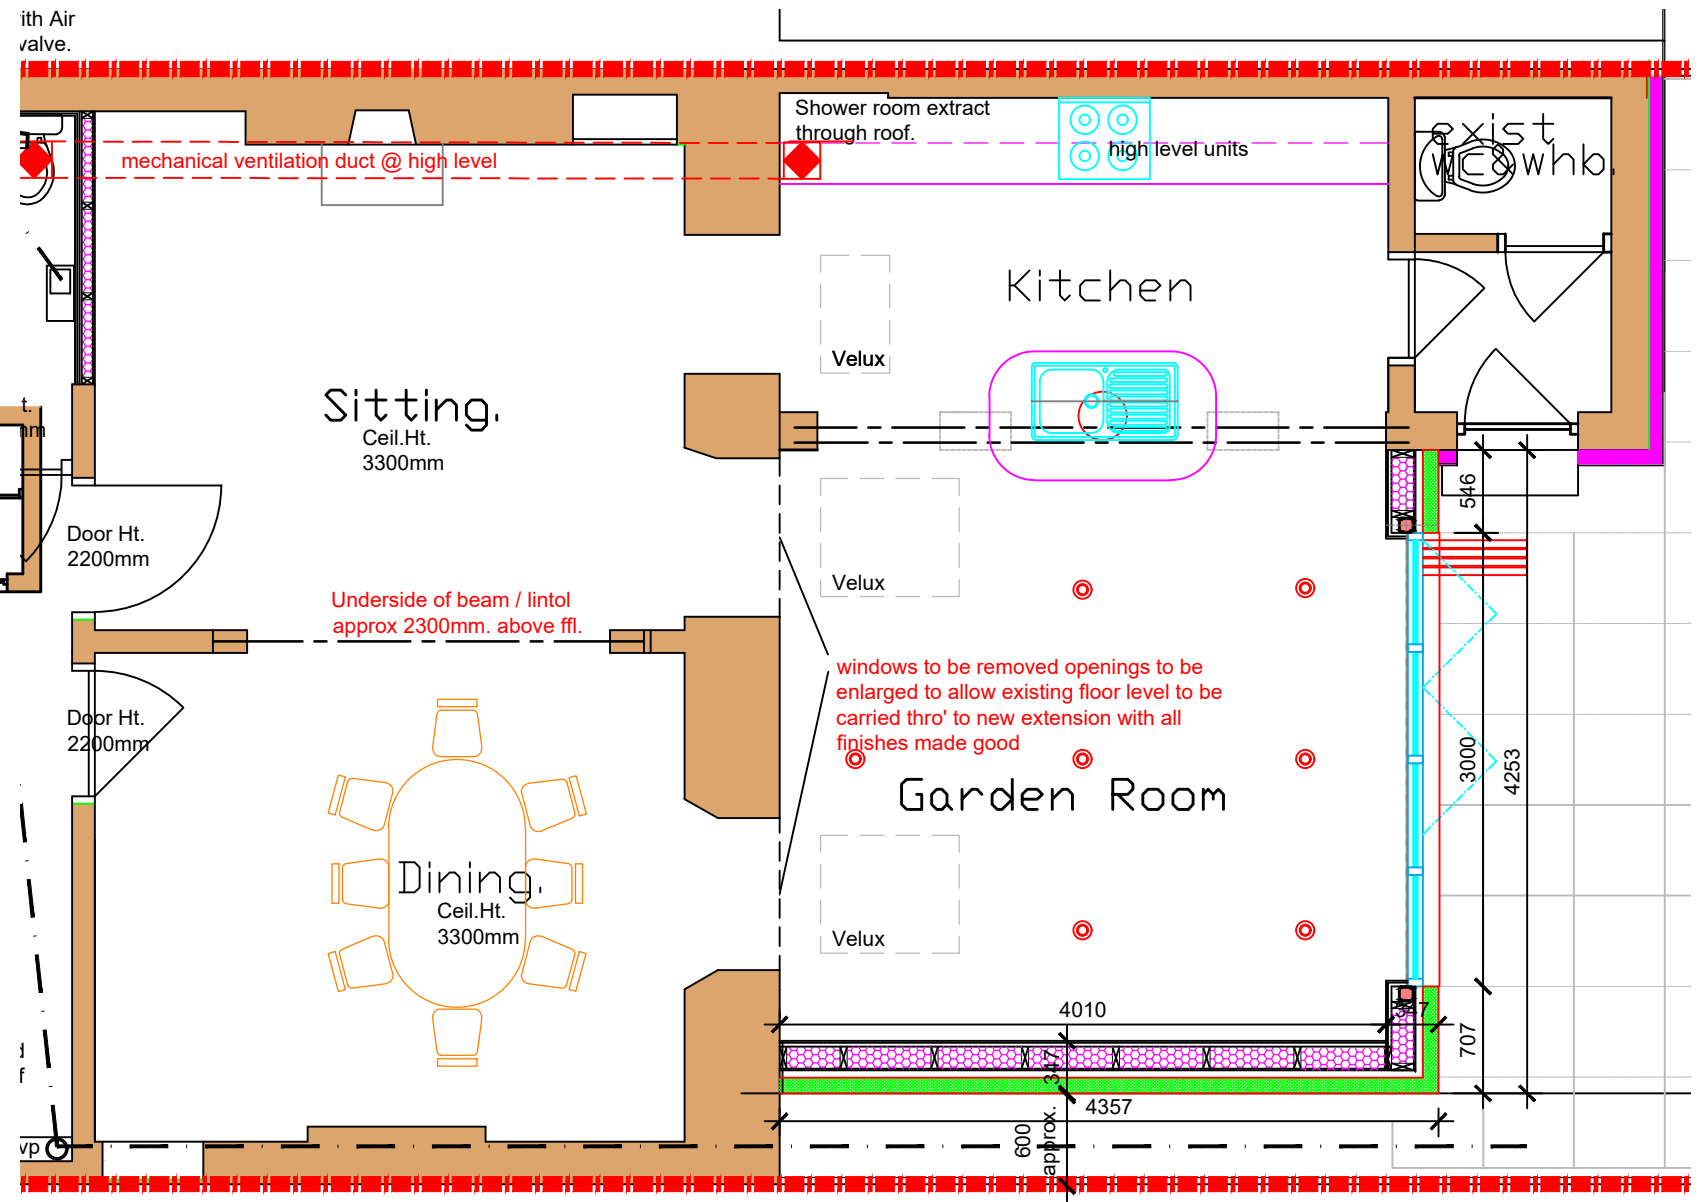 ith Air
valve.
Shower room extract
through roof.
mechanical ventilation duct @ high level
high level units
exist
wc&whb.
Kitchen
Velux
Sitting.
Ceil.Ht.
3300mm
t.
m
546
Door Ht.
2200mm
Velux
Underside of beam / lintol
approx 2300mm. above ffl.
windows to be removed openings to be
enlarged to allow existing floor level to be
carried thro' to new extension with all
finishes made good
Door Ht.
2200mm
3000
4253
Garden Room
Dining.
Ceil.Ht.
3300mm
Velux
4010
347
707
347
d
f
4357
600
approx.
vp